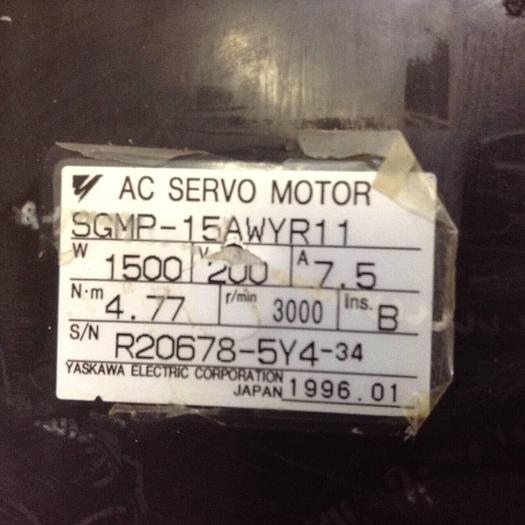 AC SERVO MOTOR
SGMP-15AWYR11
W 1500 V 200 A 7.5
N·m 4.77 r/min 3000 Ins. B
S/N R20678-5Y4-34
YASKAWA ELECTRIC CORPORATION
JAPAN 1996.01